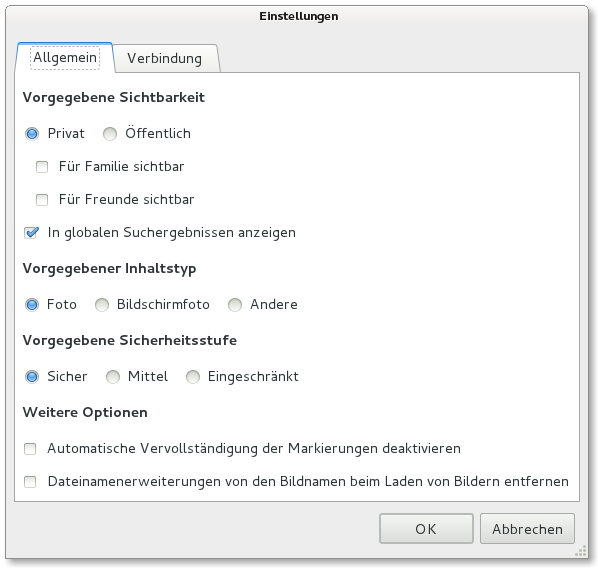 Einstellungen
Allgemein Verbindung
Vorgegebene Sichtbarkeit
Privat Öffentlich
Für Familie sichtbar
Für Freunde sichtbar
In globalen Suchergebnissen anzeigen
Vorgegebener Inhaltstyp
Foto Bildschirmfoto Andere
Vorgegebene Sicherheitsstufe
Sicher Mittel Eingeschränkt
Weitere Optionen
Automatische Vervollständigung der Markierungen deaktivieren
Dateinamenerweiterungen von den Bildnamen beim Laden von Bildern entfernen
OK Abbrechen